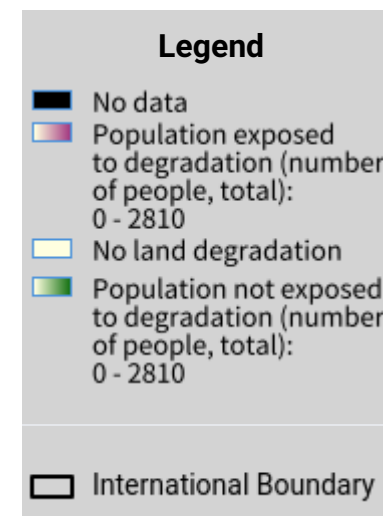 Legend
No data
Population exposed
to degradation (number
of people, total):
0 - 2810
No land degradation
Population not exposed
to degradation (number
of people, total):
0 - 2810
International Boundary